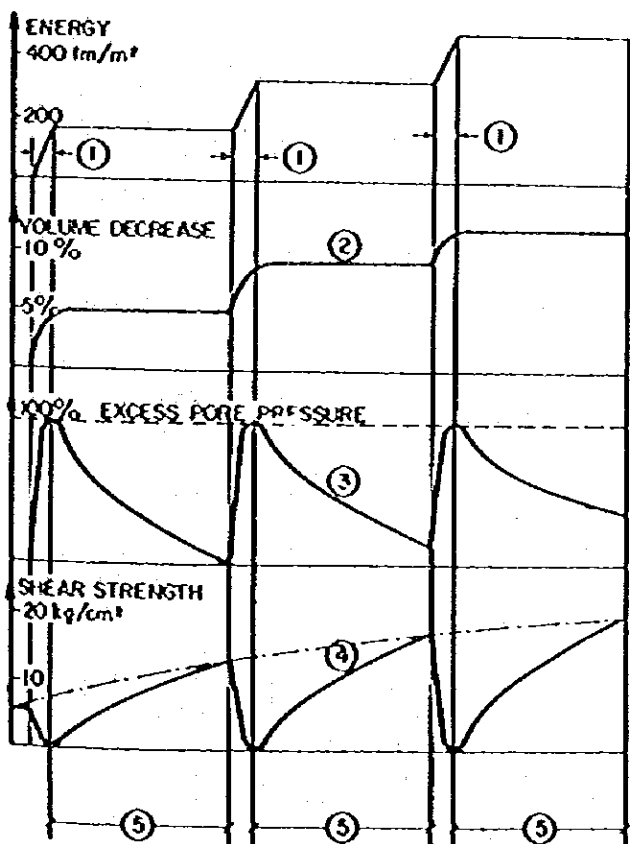 ENERGY
400 tm/m²
200
① ① ①
VOLUME DECREASE
10%
②
5%
100% EXCESS PORE PRESSURE
③
SHEAR STRENGTH
20 kg/cm²
④
10
⑤ ⑤ ⑤